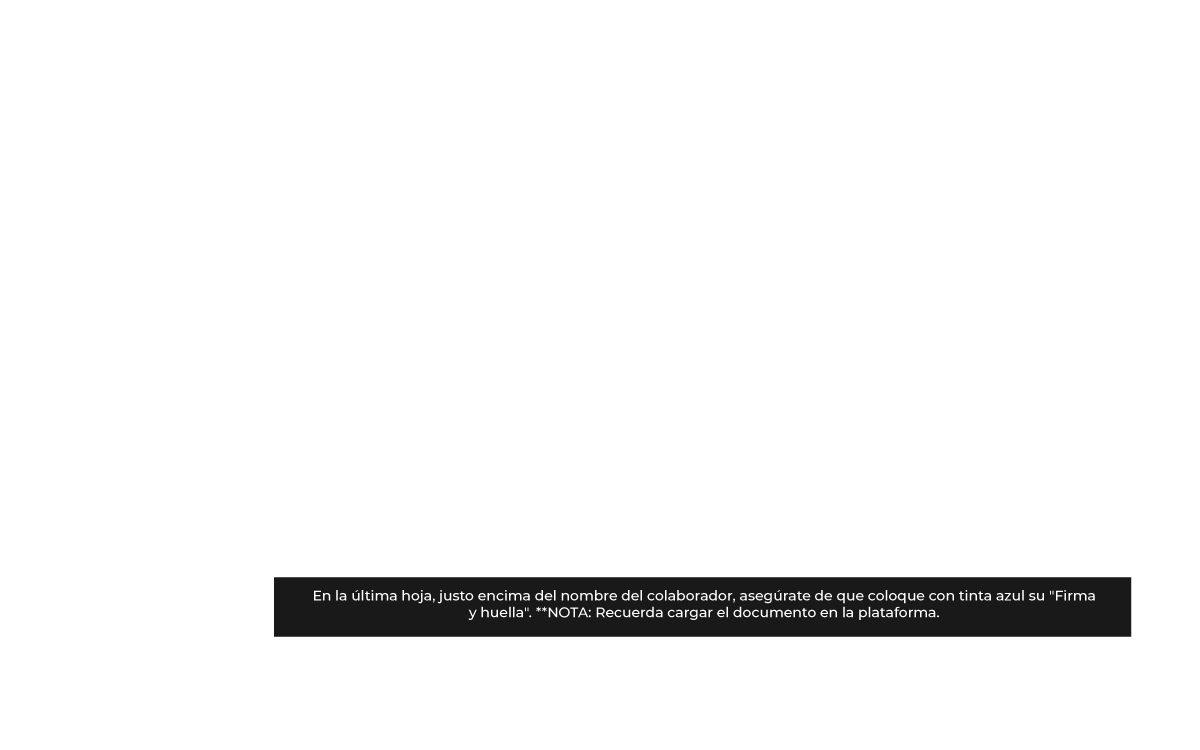 En la última hoja, justo encima del nombre del colaborador, asegúrate de que coloque con tinta azul su "Firma
y huella". **NOTA: Recuerda cargar el documento en la plataforma.